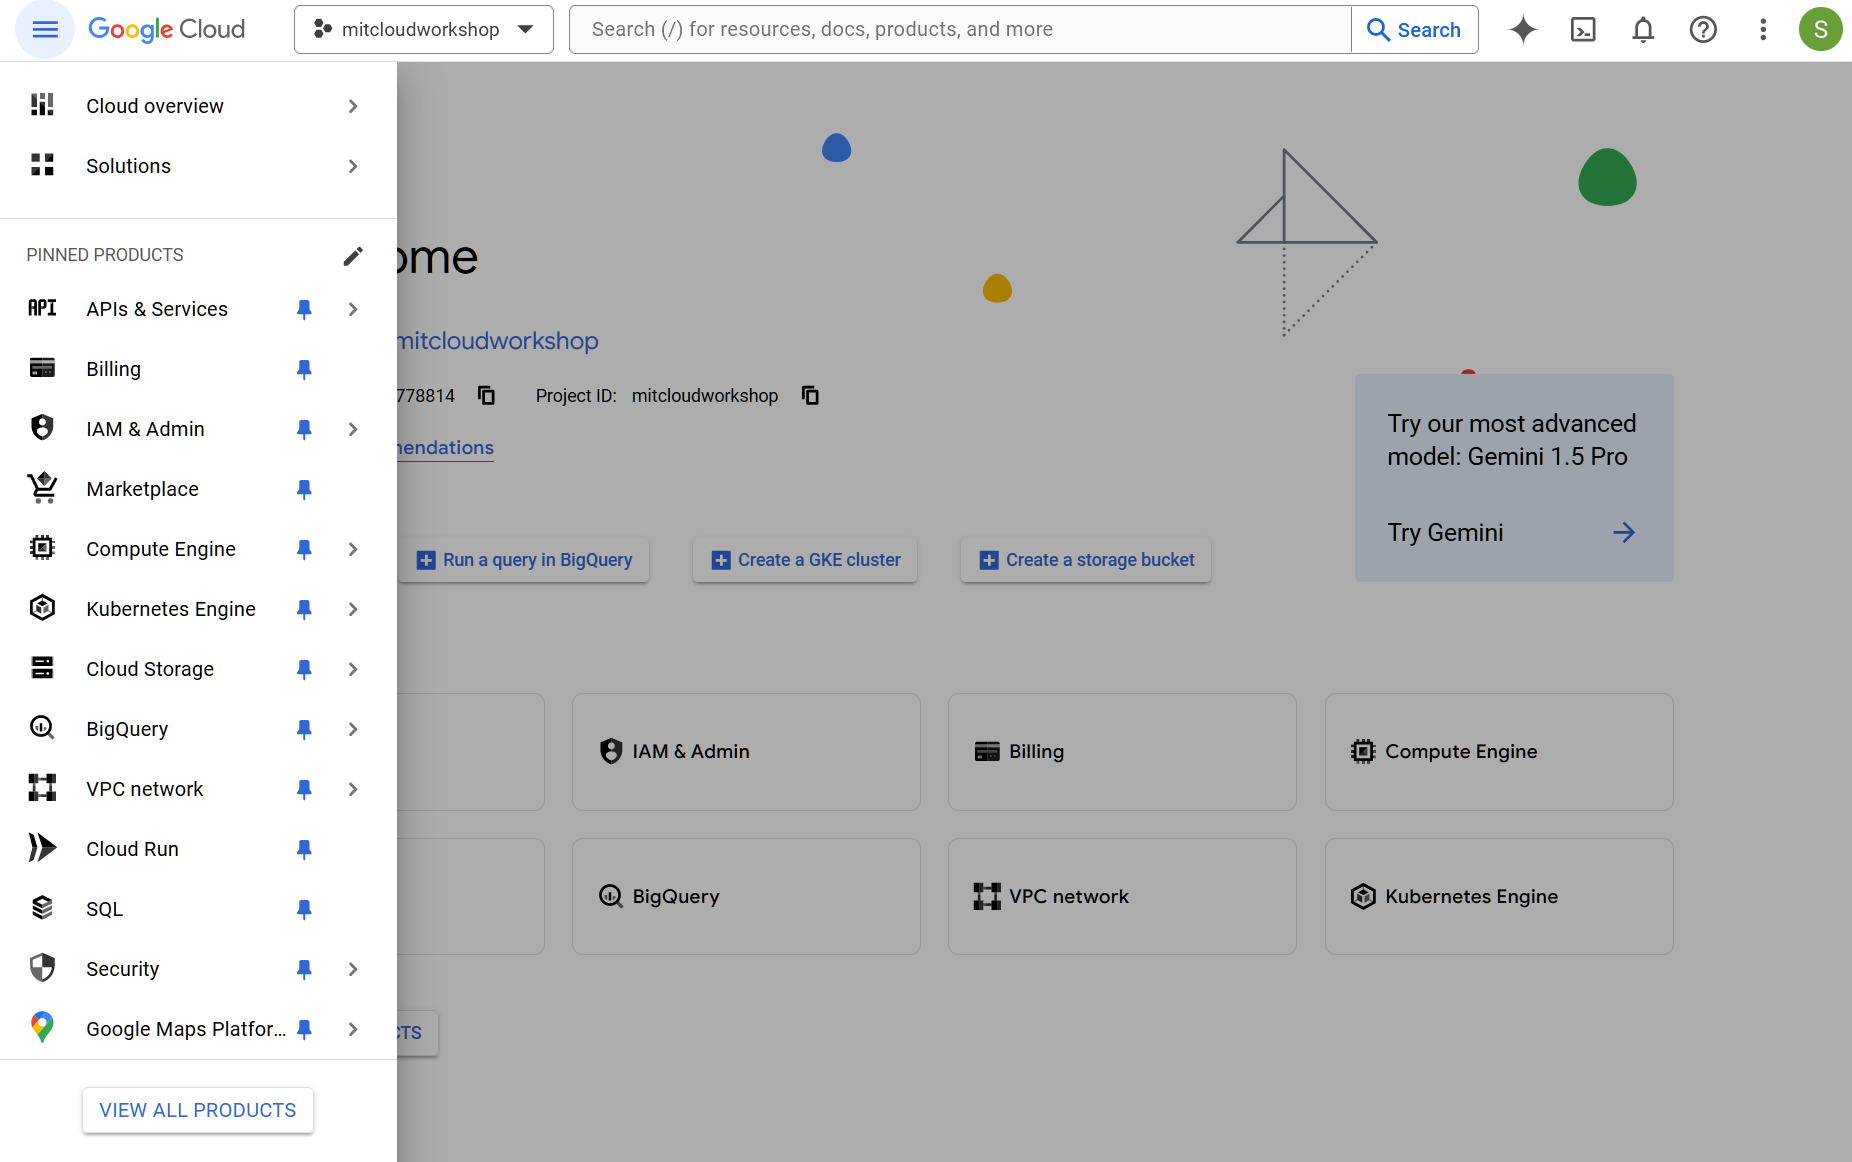 Google Cloud
mitcloudworkshop
Search (/) for resources, docs, products, and more
Search
S
Cloud overview
Solutions
PINNED PRODUCTS
API APIs & Services
Billing
IAM & Admin
Marketplace
Compute Engine
Kubernetes Engine
Cloud Storage
BigQuery
VPC network
Cloud Run
SQL
Security
Google Maps Platfor...
VIEW ALL PRODUCTS
ome
mitcloudworkshop
778814
Project ID: mitcloudworkshop
nendations
Try our most advanced
model: Gemini 1.5 Pro
Try Gemini
Run a query in BigQuery
Create a GKE cluster
Create a storage bucket
IAM & Admin
Billing
Compute Engine
BigQuery
VPC network
Kubernetes Engine
CTS